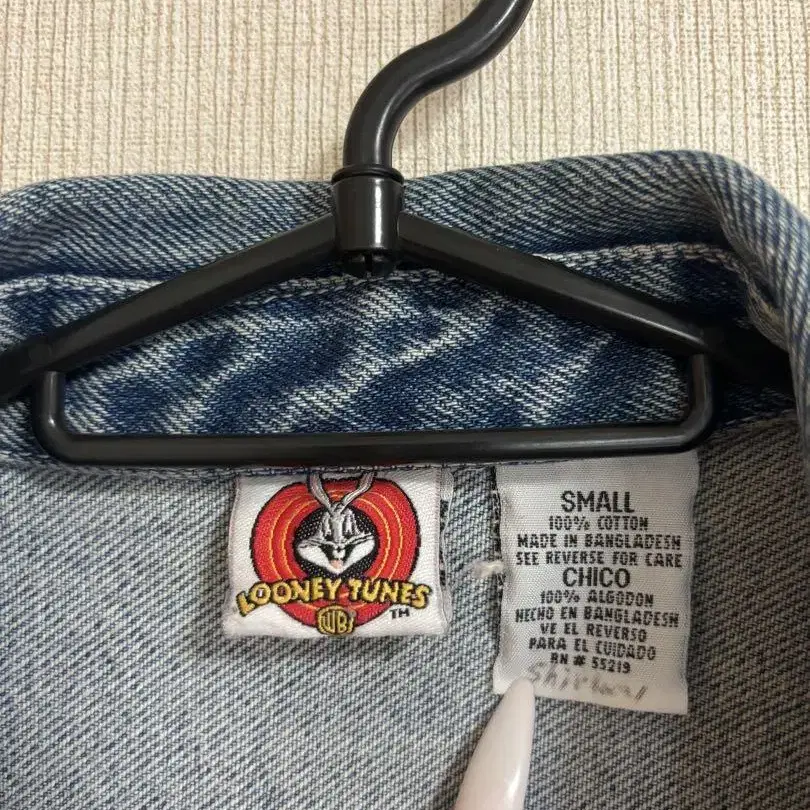 LOONEY TUNES
TM
WB
SMALL
100% COTTON
MADE IN BANGLADESH
SEE REVERSE FOR CARE
CHICO
100% ALGODON
HECHO EN BANGLADESH
VE EL REVERSO
PARA EL CUIDADO
RN # 55219